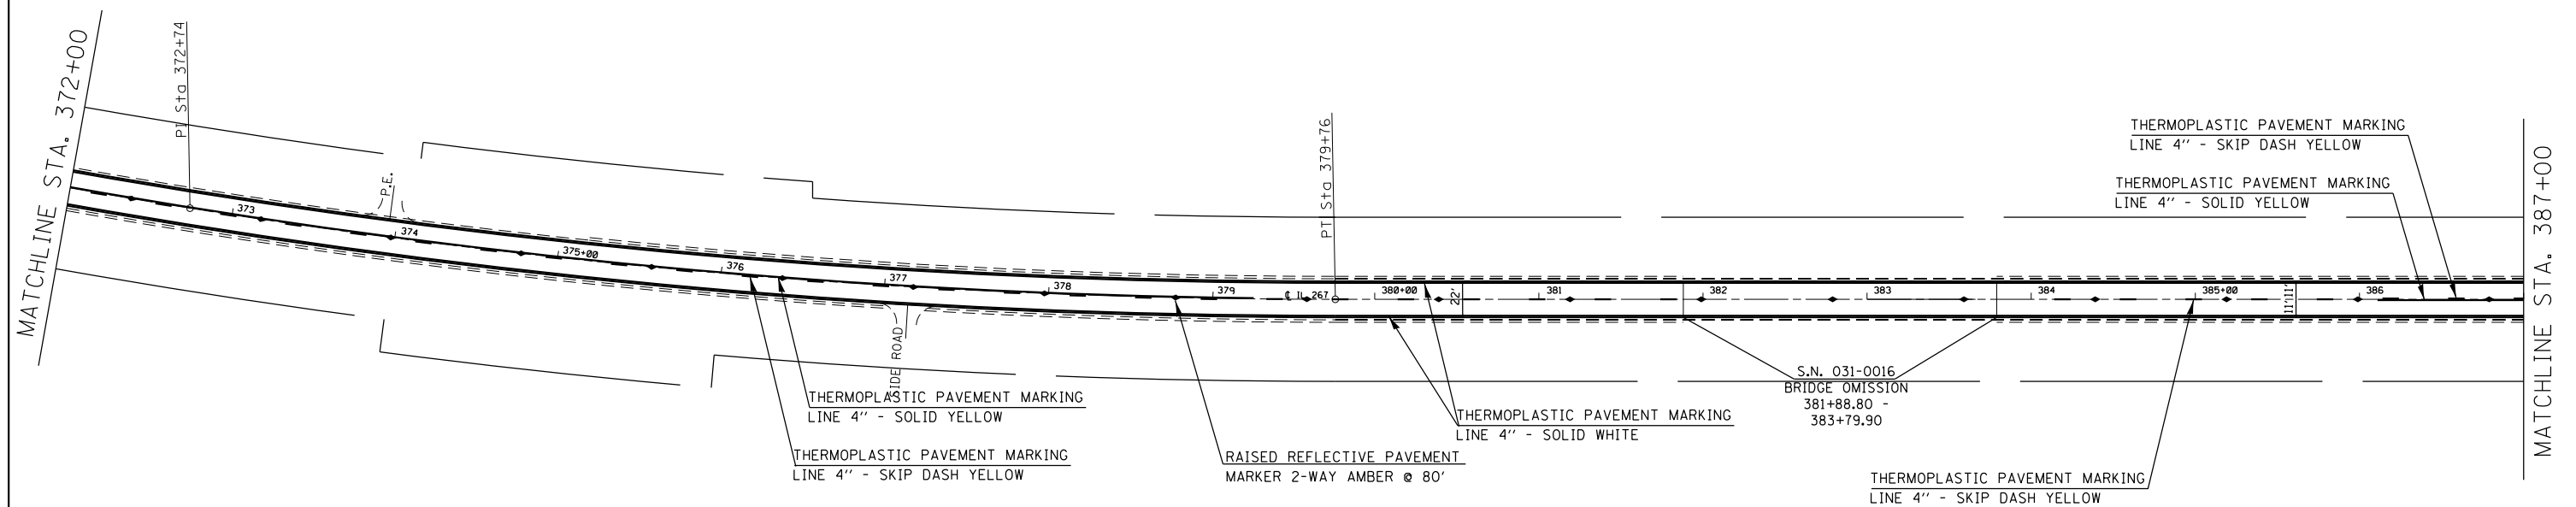 MATCHLINE STA. 372+00
PI Sta 372+74
373
P.E.
374
375+00
376
377
SIDE ROAD
378
379
℄ IL 267
PT Sta 379+76
380+00
22'
381
382
383
384
385+00
11'
11'
386
THERMOPLASTIC PAVEMENT MARKING
LINE 4'' - SKIP DASH YELLOW
THERMOPLASTIC PAVEMENT MARKING
LINE 4'' - SOLID YELLOW
MATCHLINE STA. 387+00
THERMOPLASTIC PAVEMENT MARKING
LINE 4'' - SOLID YELLOW
THERMOPLASTIC PAVEMENT MARKING
LINE 4'' - SKIP DASH YELLOW
RAISED REFLECTIVE PAVEMENT
MARKER 2-WAY AMBER @ 80'
THERMOPLASTIC PAVEMENT MARKING
LINE 4'' - SOLID WHITE
S.N. 031-0016
BRIDGE OMISSION
381+88.80 -
383+79.90
THERMOPLASTIC PAVEMENT MARKING
LINE 4'' - SKIP DASH YELLOW